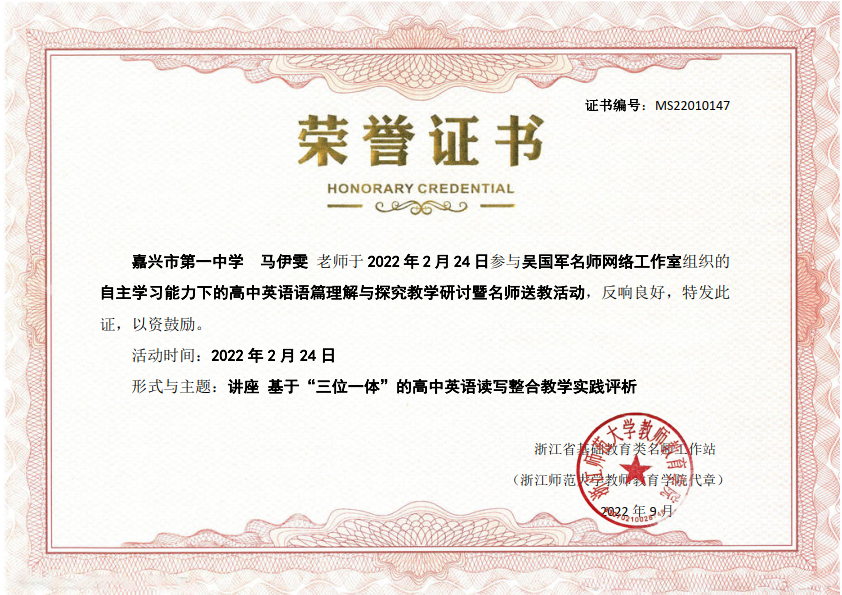 证书编号：MS22010147
荣誉证书
HONORARY CREDENTIAL
嘉兴市第一中学 马伊雯 老师于 2022 年 2 月 24 日参与吴国军名师网络工作室组织的
自主学习能力下的高中英语语篇理解与探究教学研讨暨名师送教活动，反响良好，特发此
证，以资鼓励。
活动时间：2022 年 2 月 24 日
形式与主题：讲座 基于“三位一体”的高中英语读写整合教学实践评析
浙江省基础教育类名师工作站
（浙江师范大学教师教育学院代章）
2022 年 9 月
浙江师范大学教师教育学院